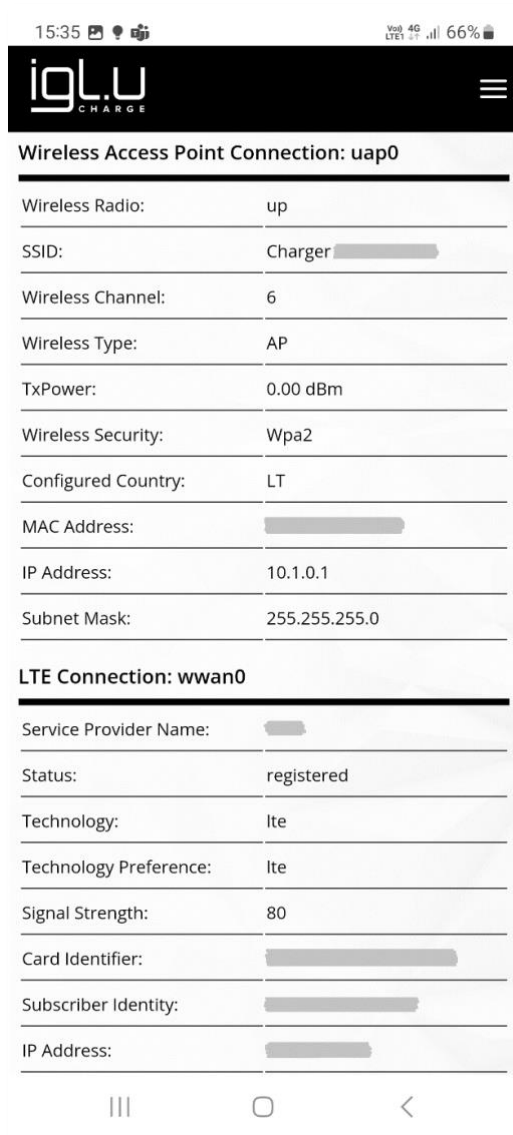 15:35 Vo) 4G LTE1 66%
igL.U
CHARGE
Wireless Access Point Connection: uap0
Wireless Radio: up
SSID: Charger
Wireless Channel: 6
Wireless Type: AP
TxPower: 0.00 dBm
Wireless Security: Wpa2
Configured Country: LT
MAC Address:
IP Address: 10.1.0.1
Subnet Mask: 255.255.255.0
LTE Connection: wwan0
Service Provider Name:
Status: registered
Technology: lte
Technology Preference: lte
Signal Strength: 80
Card Identifier:
Subscriber Identity:
IP Address: